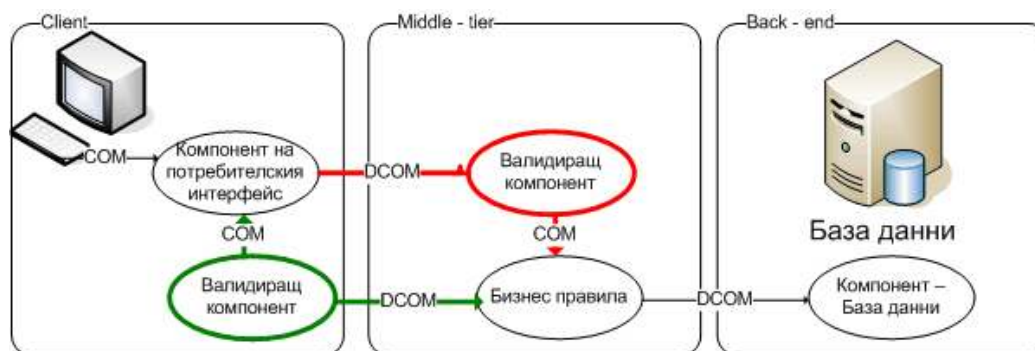 Client
Middle - tier
Back - end
COM
Компонент на
потребителския
интерфейс
DCOM
Валидиращ
компонент
COM
COM
База данни
Валидиращ
компонент
DCOM
Бизнес правила
DCOM
Компонент –
База данни